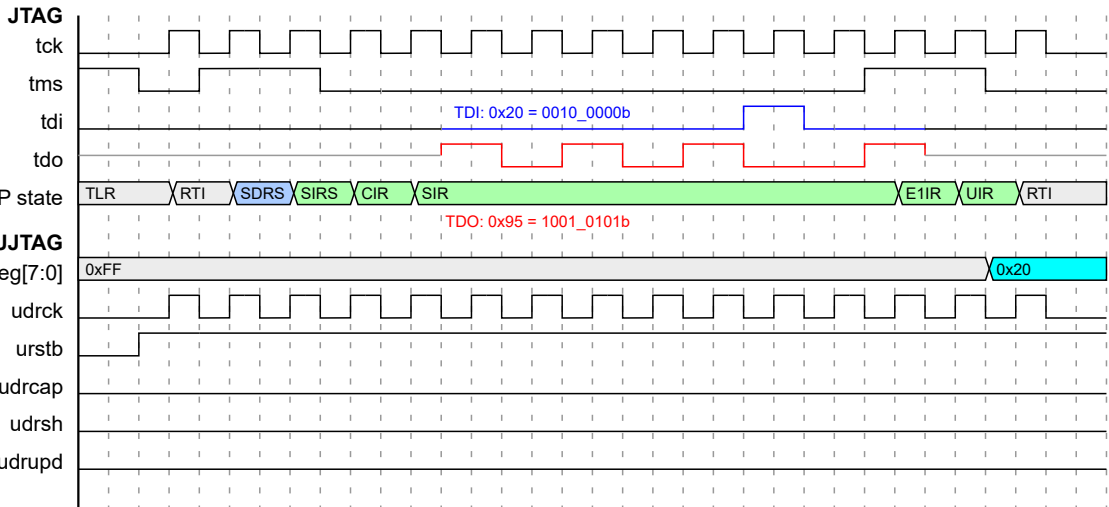 JTAG
tck
tms
tdi
TDI: 0x20 = 0010_0000b
tdo
P state
TLR
RTI
SDRS
SIRS
CIR
SIR
E1IR
UIR
RTI
TDO: 0x95 = 1001_0101b
UJTAG
eg[7:0]
0xFF
0x20
udrck
urstb
udrcap
udrsh
udrupd